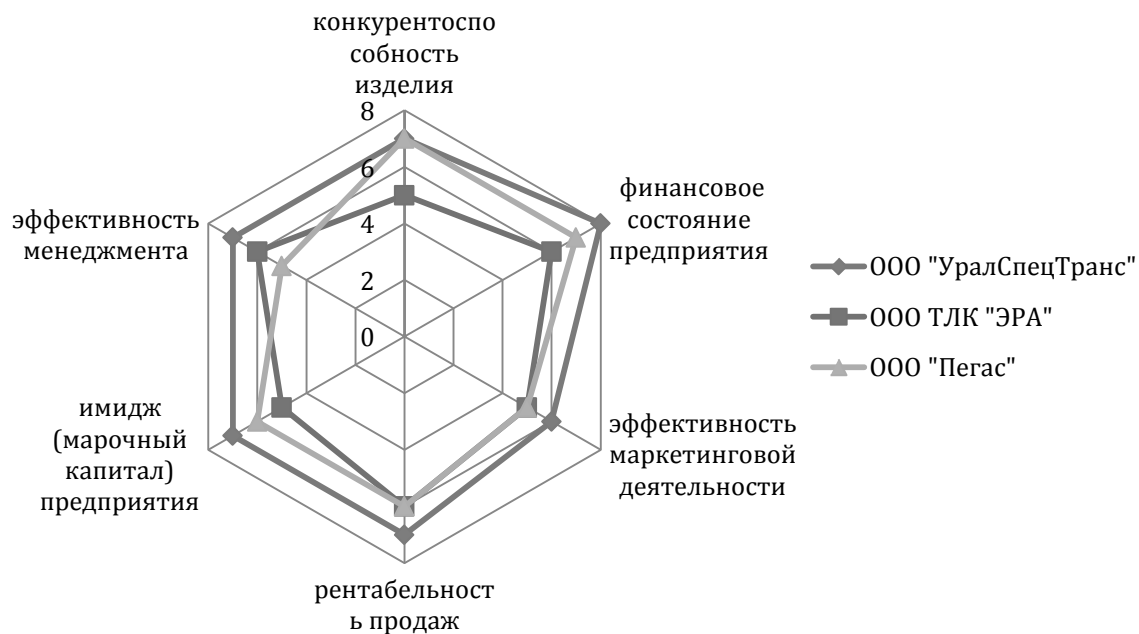 конкурентоспо
собность
изделия
8
6
4
2
0
финансовое
состояние
предприятия
эффективность
маркетинговой
деятельности
рентабельност
ь продаж
имидж
(марочный
капитал)
предприятия
эффективность
менеджмента
ООО "УралСпецТранс"
ООО ТЛК "ЭРА"
ООО "Пегас"